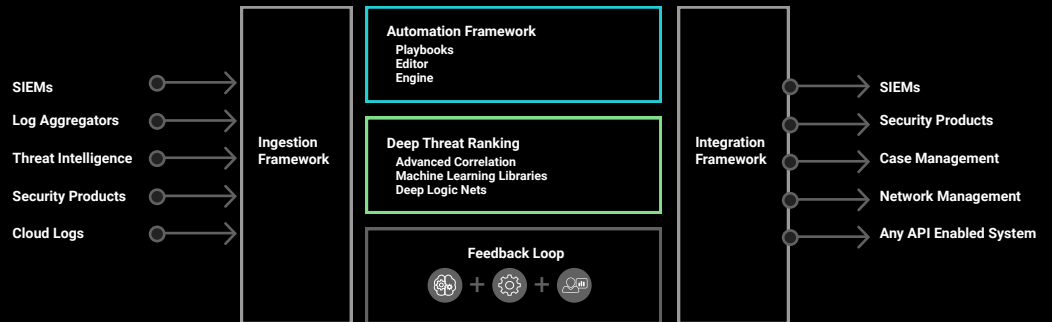 SIEMs
Log Aggregators
Threat Intelligence
Security Products
Cloud Logs
Ingestion
Framework
Automation Framework
Playbooks
Editor
Engine
Deep Threat Ranking
Advanced Correlation
Machine Learning Libraries
Deep Logic Nets
Feedback Loop
Integration
Framework
SIEMs
Security Products
Case Management
Network Management
Any API Enabled System